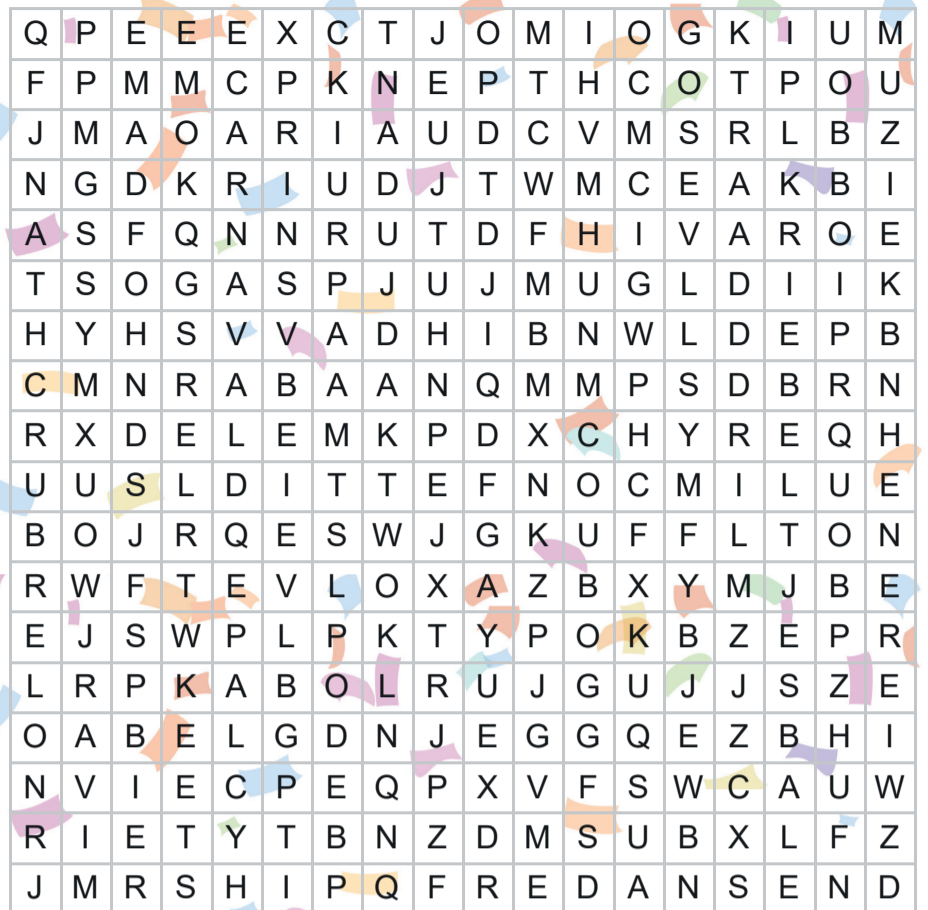 Q P E E E X C T J O M I O G K I U M
F P M M C P K N E P T H C O T P O U
J M A O A R I A U D C V M S R L B Z
N G D K R I U D J T W M C E A K B I
A S F Q N N R U T D F H I V A R O E
T S O G A S P J U J M U G L D I I K
H Y H S V V A D H I B N W L D E P B
C M N R A B A A N Q M M P S D B R N
R X D E L E M K P D X C H Y R E Q H
U U S L D I T T E F N O C M I L U E
B O J R Q E S W J G K U F F L T O N
R W F T E V L O X A Z B X Y M J B E
E J S W P L P K T Y P O K B Z E P R
L R P K A B O L R U J G U J J S Z E
O A B E L G D N J E G G Q E Z B H I
N V I E C P E Q P X V F S W C A U W
R I E T Y T B N Z D M S U B X L F Z
J M R S H I P Q F R E D A N S E N D